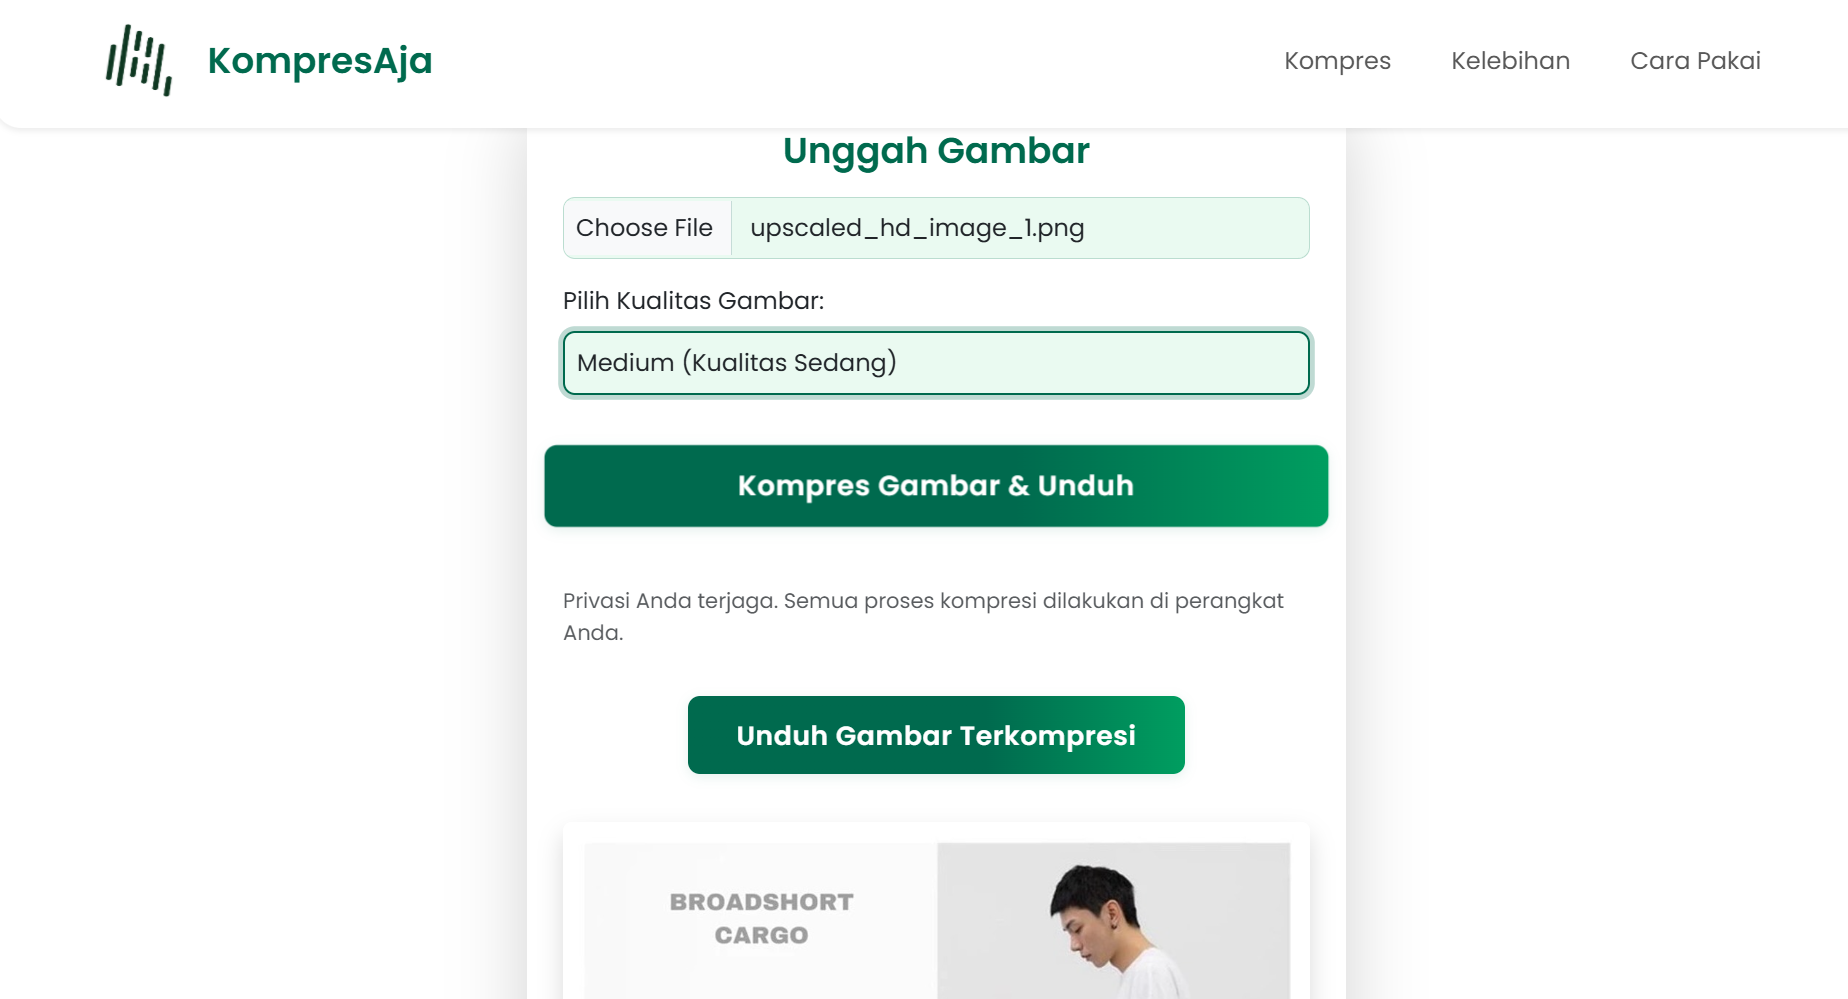 KompresAja
Kompres
Kelebihan
Cara Pakai
Unggah Gambar
Choose File
upscaled_hd_image_1.png
Pilih Kualitas Gambar:
Medium (Kualitas Sedang)
Kompres Gambar & Unduh
Privasi Anda terjaga. Semua proses kompresi dilakukan di perangkat
Anda.
Unduh Gambar Terkompresi
BROADSHORT
CARGO